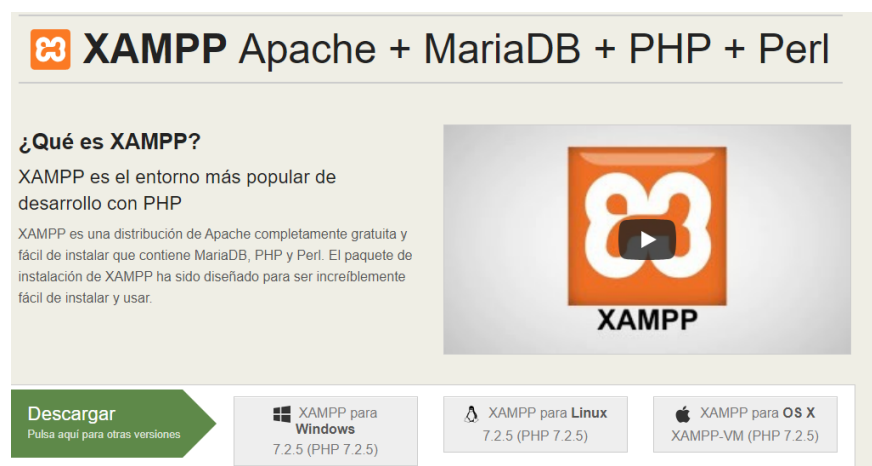 XAMPP Apache + MariaDB + PHP + Perl
¿Qué es XAMPP?
XAMPP es el entorno más popular de
desarrollo con PHP
XAMPP es una distribución de Apache completamente gratuita y
fácil de instalar que contiene MariaDB, PHP y Perl. El paquete de
instalación de XAMPP ha sido diseñado para ser increíblemente
fácil de instalar y usar.
XAMPP
Descargar
Pulsa aquí para otras versiones
XAMPP para
Windows
7.2.5 (PHP 7.2.5)
XAMPP para Linux
7.2.5 (PHP 7.2.5)
XAMPP para OS X
XAMPP-VM (PHP 7.2.5)